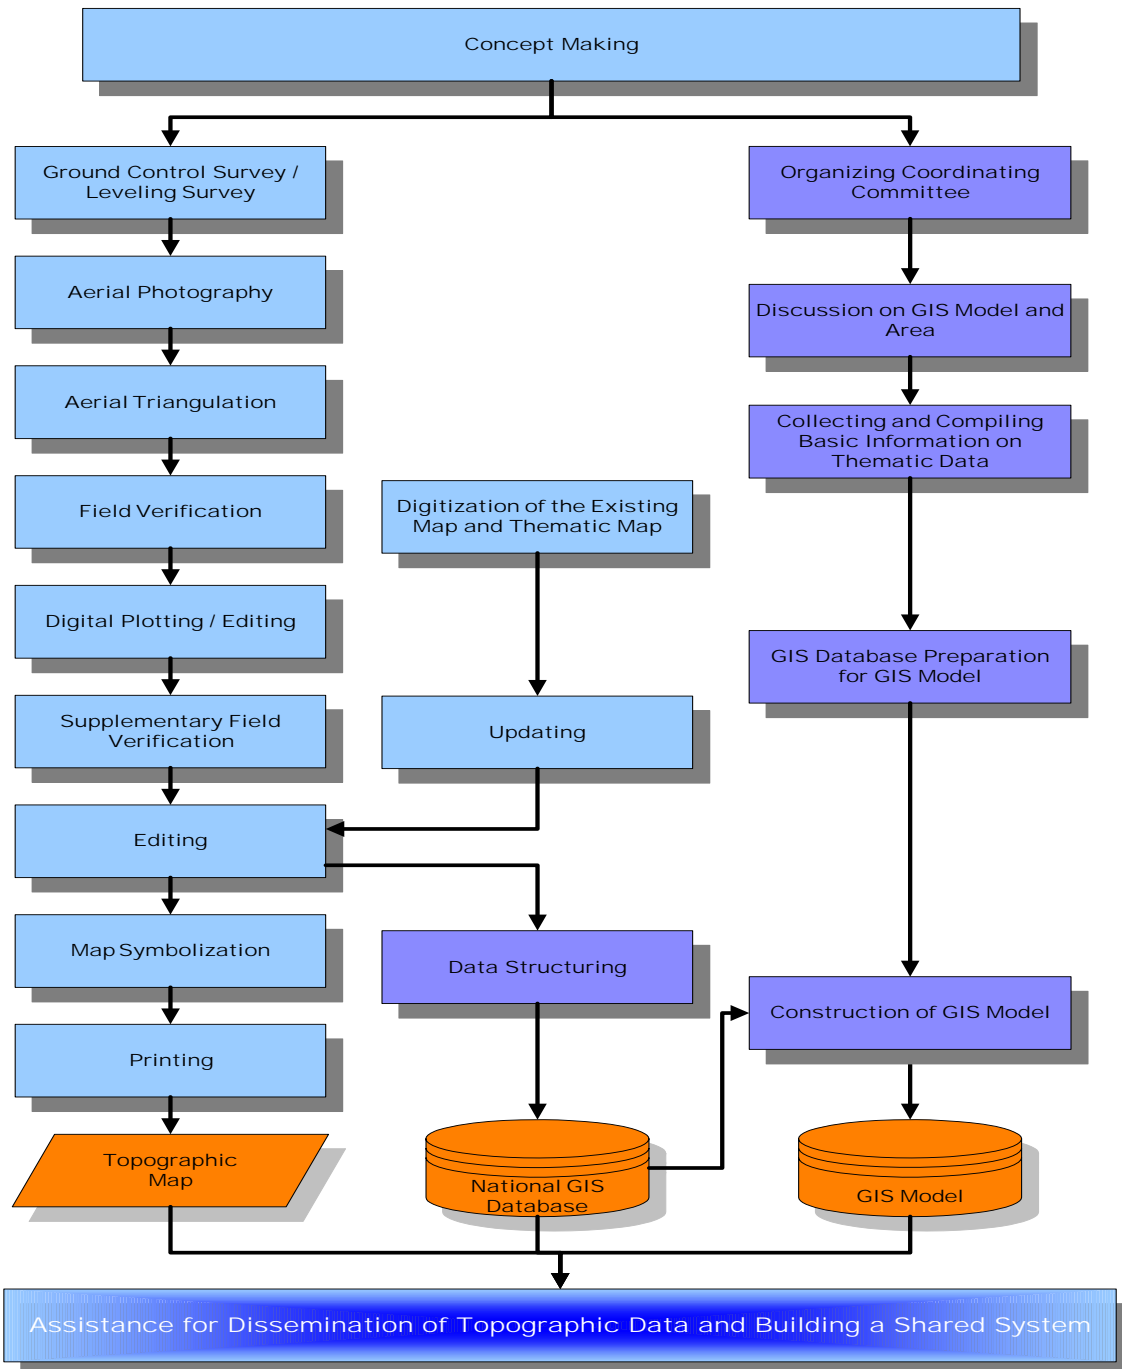 Concept Making
Ground Control Survey /
Leveling Survey
Aerial Photography
Aerial Triangulation
Field Verification
Digital Plotting / Editing
Supplementary Field
Verification
Editing
Map Symbolization
Printing
Topographic
Map
Digitization of the Existing
Map and Thematic Map
Updating
Data Structuring
National GIS
Database
Organizing Coordinating
Committee
Discussion on GIS Model and
Area
Collecting and Compiling
Basic Information on
Thematic Data
GIS Database Preparation
for GIS Model
Construction of GIS Model
GIS Model
Assistance for Dissemination of Topographic Data and Building a Shared System